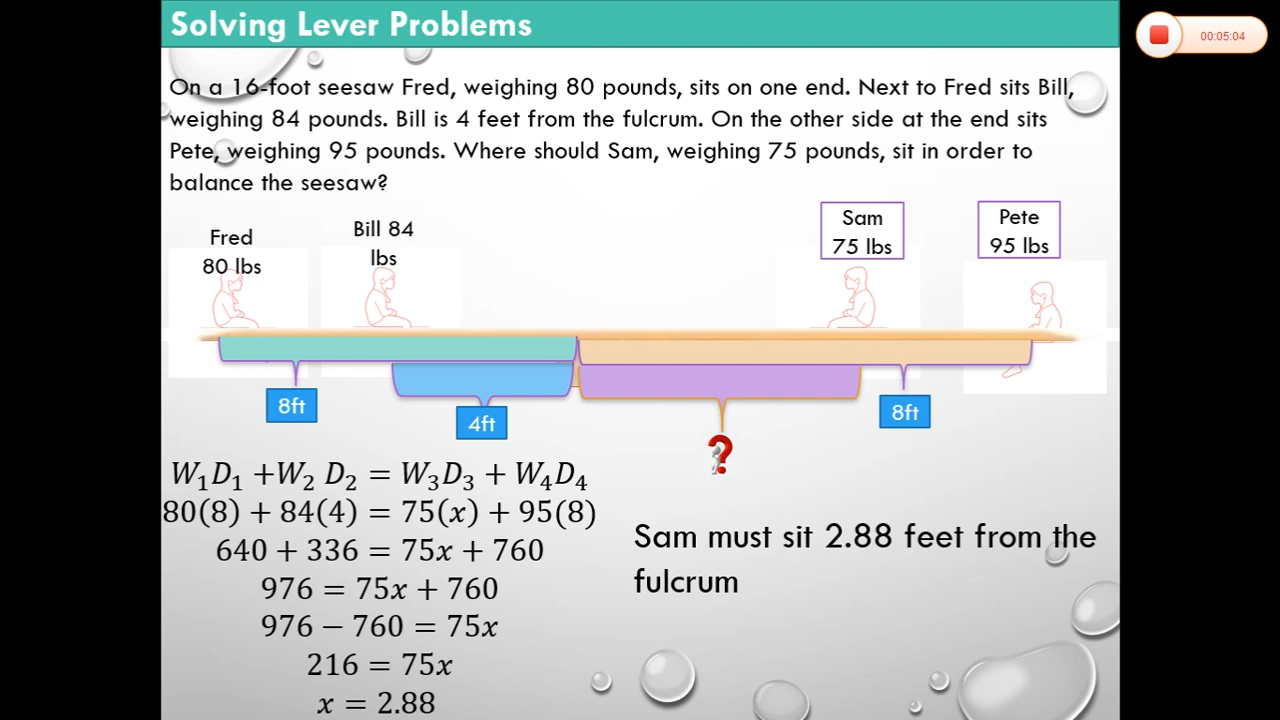 Solving Lever Problems
00:05:04
On a 16-foot seesaw Fred, weighing 80 pounds, sits on one end. Next to Fred sits Bill,
weighing 84 pounds. Bill is 4 feet from the fulcrum. On the other side at the end sits
Pete, weighing 95 pounds. Where should Sam, weighing 75 pounds, sit in order to
balance the seesaw?
Fred
80 lbs
Bill 84
lbs
Sam
75 lbs
Pete
95 lbs
8ft
4ft
?
8ft
W₁D₁ +W₂ D₂ = W₃D₃ + W₄D₄
80(8) + 84(4) = 75(x) + 95(8)
640 + 336 = 75x + 760
976 = 75x + 760
976 − 760 = 75x
216 = 75x
x = 2.88
Sam must sit 2.88 feet from the
fulcrum